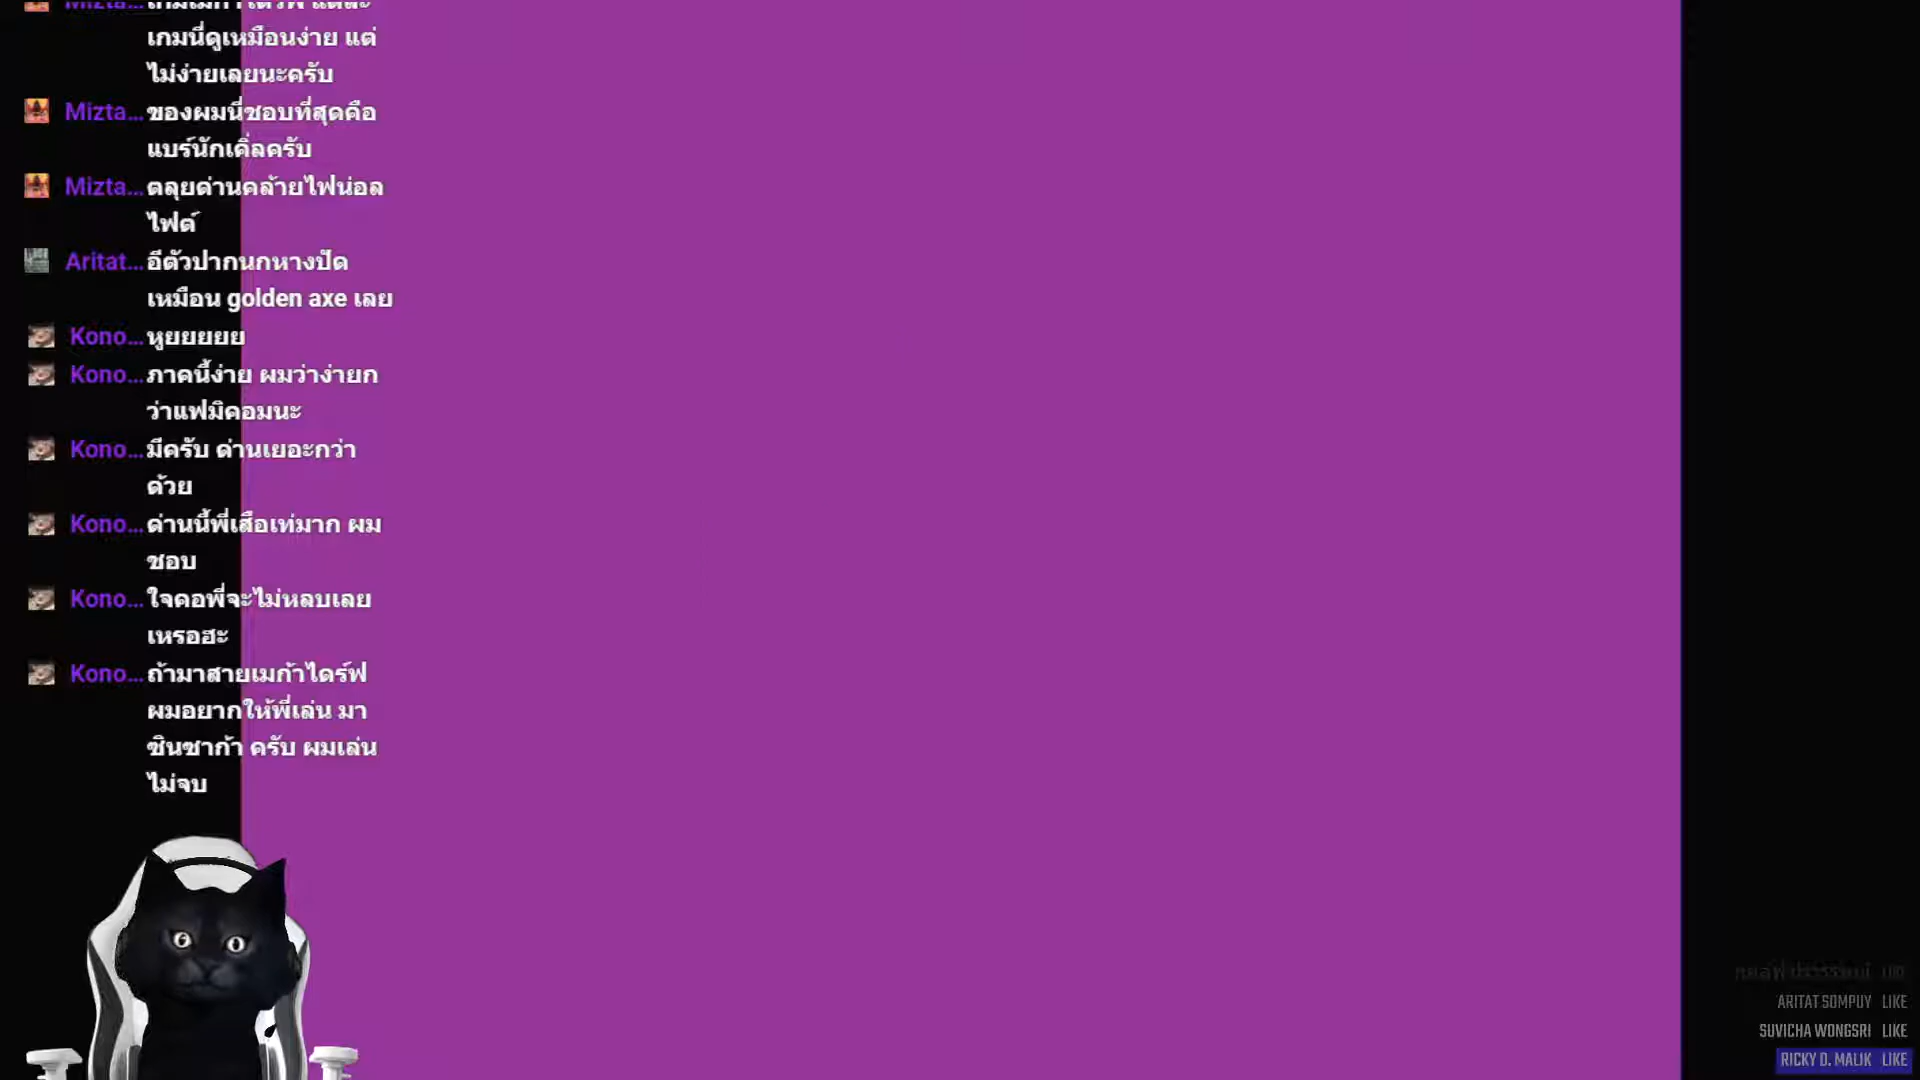 Mizta...
เกมนี่ดูเหมือนง่าย แต่
ไม่ง่ายเลยนะครับ
Mizta... ของผมนี่ชอบที่สุดคือ
แบร์นักเคิ่ลครับ
Mizta... ตลุยด่านคล้ายไฟน่อล
ไฟต์
Aritat... อีตัวปากนกหางปัด
เหมือน golden axe เลย
Kono... หูยยยยย
Kono... ภาคนี้ง่าย ผมว่าง่ายก
ว่าแฟมิคอมนะ
Kono... มีครับ ด่านเยอะกว่า
ด้วย
Kono... ด่านนี้พี่เสือเท่มาก ผม
ชอบ
Kono... ใจคอพี่จะไม่หลบเลย
เหรอฮะ
Kono... ถ้ามาสายเมก้าไดร์ฟ
ผมอยากให้พี่เล่น มา
ซินซาก้า ครับ ผมเล่น
ไม่จบ
LIKE
ARITAT SOMPUY LIKE
SUVICHA WONGSRI LIKE
RICKY D. MALIK LIKE